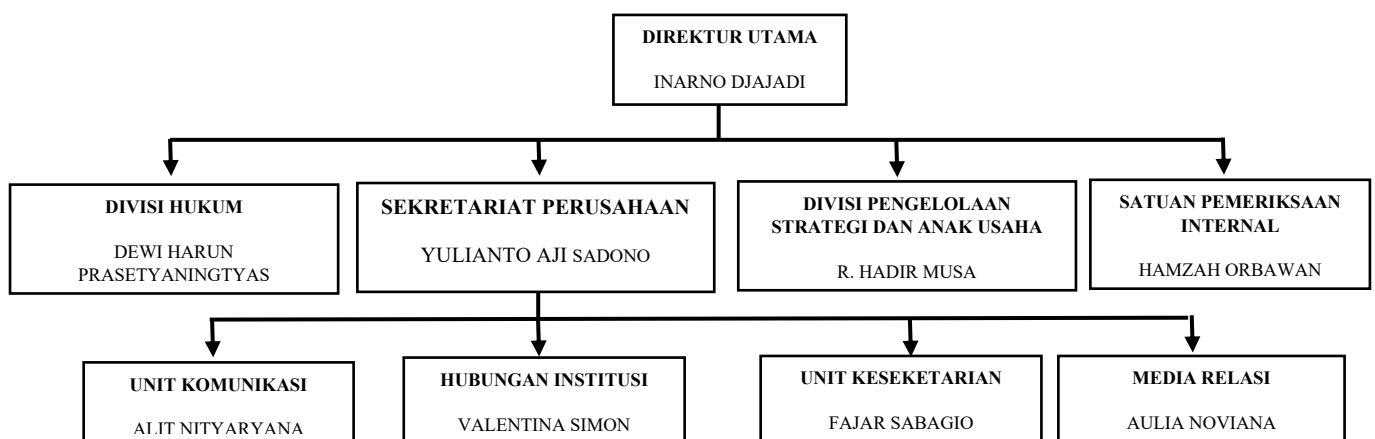 DIREKTUR UTAMA
INARNO DJAJADI
DIVISI HUKUM
DEWI HARUN
PRASETYANINGTYAS
SEKRETARIAT PERUSAHAAN
YULIANTO AJI SADONO
DIVISI PENGELOLAAN
STRATEGI DAN ANAK USAHA
R. HADIR MUSA
SATUAN PEMERIKSAAN
INTERNAL
HAMZAH ORBAWAN
UNIT KOMUNIKASI
ALIT NITYARYANA
HUBUNGAN INSTITUSI
VALENTINA SIMON
UNIT KESEKETARIAN
FAJAR SABAGIO
MEDIA RELASI
AULIA NOVIANA